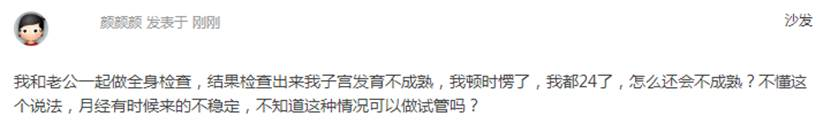 颜颜颜 发表于 刚刚
沙发
我和老公一起做全身检查，结果检查出来我子宫发育不成熟，我顿时愣了，我都24了，怎么还会不成熟？不懂这
个说法，月经有时候来的不稳定，不知道这种情况可以做试管吗？